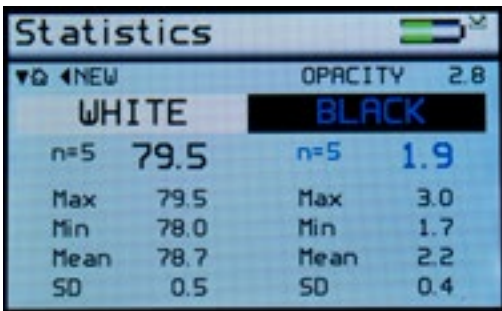 Statistics
NEW OPACITY 2.8
WHITE BLACK
n=5 79.5 n=5 1.9
Max 79.5 Max 3.0
Min 78.0 Min 1.7
Mean 78.7 Mean 2.2
SD 0.5 SD 0.4